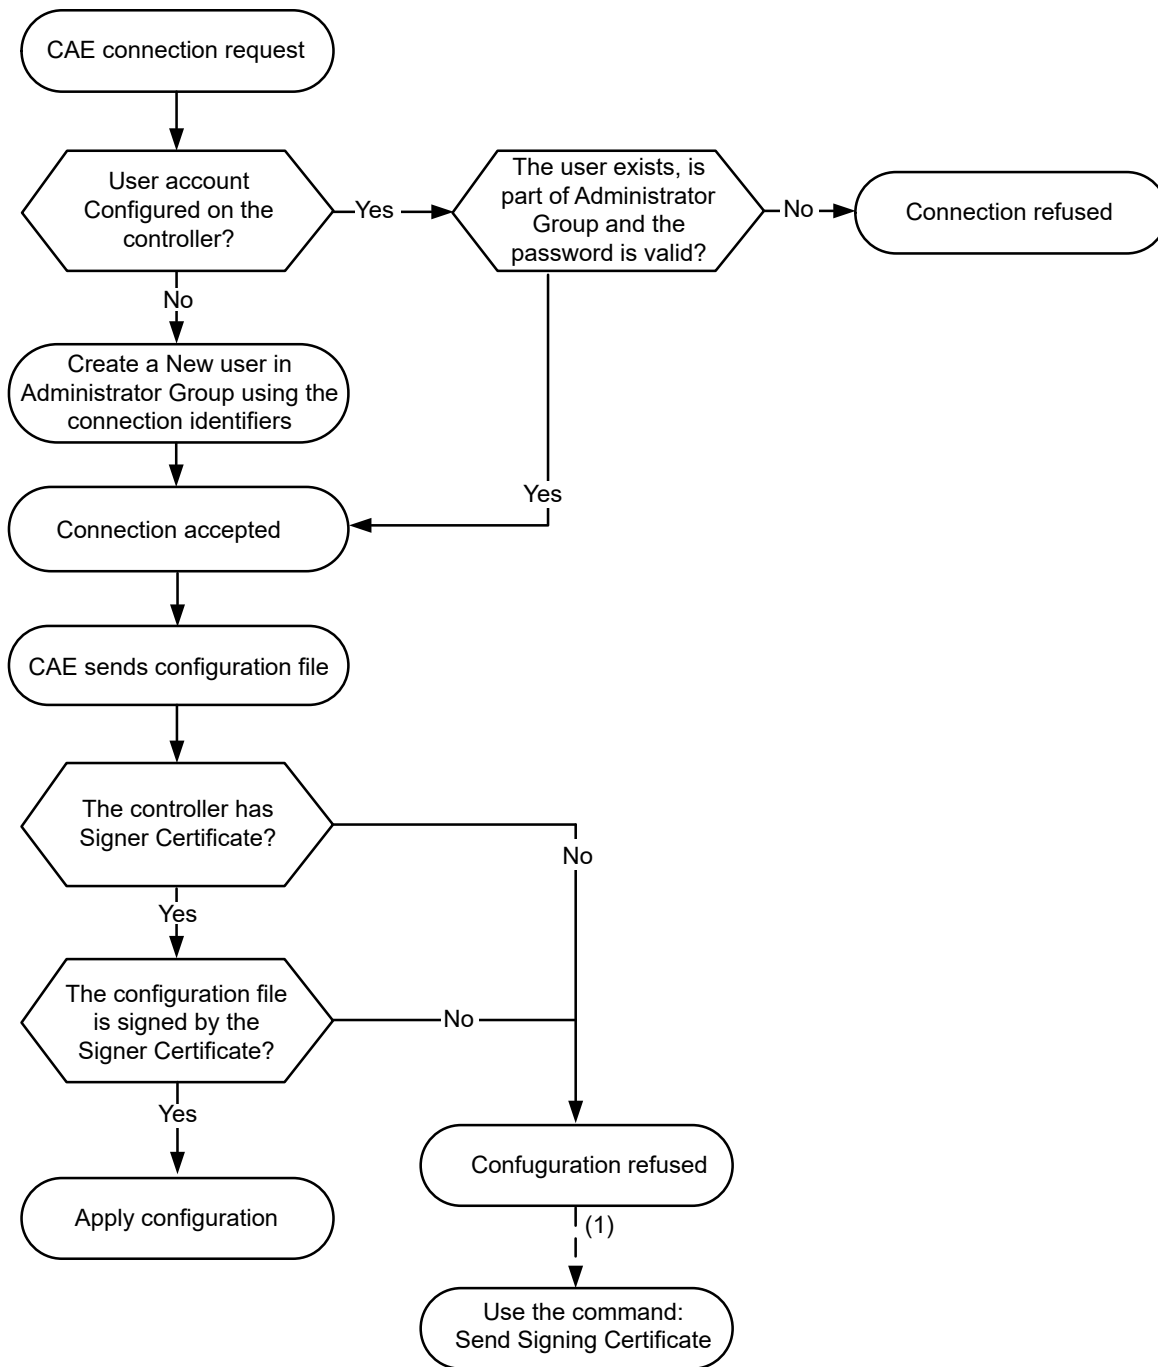 CAE connection request
User account
Configured on the
controller?
Yes
The user exists, is
part of Administrator
Group and the
password is valid?
No
Connection refused
No
Create a New user in
Administrator Group using the
connection identifiers
Yes
Connection accepted
CAE sends configuration file
The controller has
Signer Certificate?
No
Yes
The configuration file
is signed by the
Signer Certificate?
No
Yes
Confuguration refused
Apply configuration
(1)
Use the command:
Send Signing Certificate